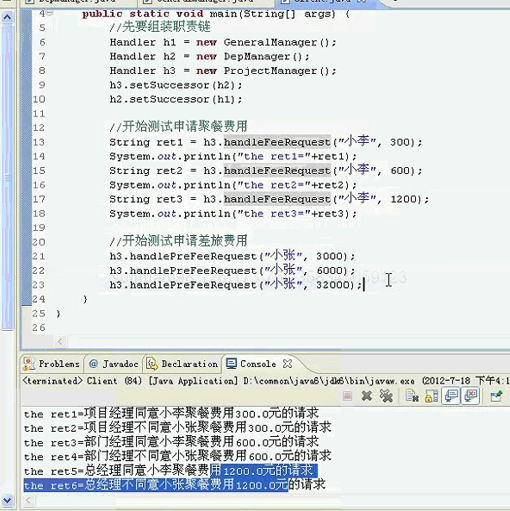 DepManager.java GeneralManager.java Client.java
4 public static void main(String[] args) {
5 //先要组装职责链
6 Handler h1 = new GeneralManager();
7 Handler h2 = new DepManager();
8 Handler h3 = new ProjectManager();
9 h3.setSuccessor(h2);
10 h2.setSuccessor(h1);
11
12 //开始测试申请聚餐费用
13 String ret1 = h3.handleFeeRequest("小李", 300);
14 System.out.println("the ret1="+ret1);
15 String ret2 = h3.handleFeeRequest("小李", 600);
16 System.out.println("the ret2="+ret2);
17 String ret3 = h3.handleFeeRequest("小李", 1200);
18 System.out.println("the ret3="+ret3);
19
20 //开始测试申请差旅费用
21 h3.handlePreFeeRequest("小张", 3000);
22 h3.handlePreFeeRequest("小张", 6000);
23 h3.handlePreFeeRequest("小张", 32000);
24 }
25 }
26
Problems @ Javadoc Declaration Console
<terminated> Client (84) [Java Application] D:\common\java6\jdk6\bin\javaw.exe (2012-7-18 下午4:1
the ret1=项目经理同意小李聚餐费用300.0元的请求
the ret2=项目经理不同意小张聚餐费用300.0元的请求
the ret3=部门经理同意小李聚餐费用600.0元的请求
the ret4=部门经理不同意小张聚餐费用600.0元的请求
the ret5=总经理同意小李聚餐费用1200.0元的请求
the ret6=总经理不同意小张聚餐费用1200.0元的请求